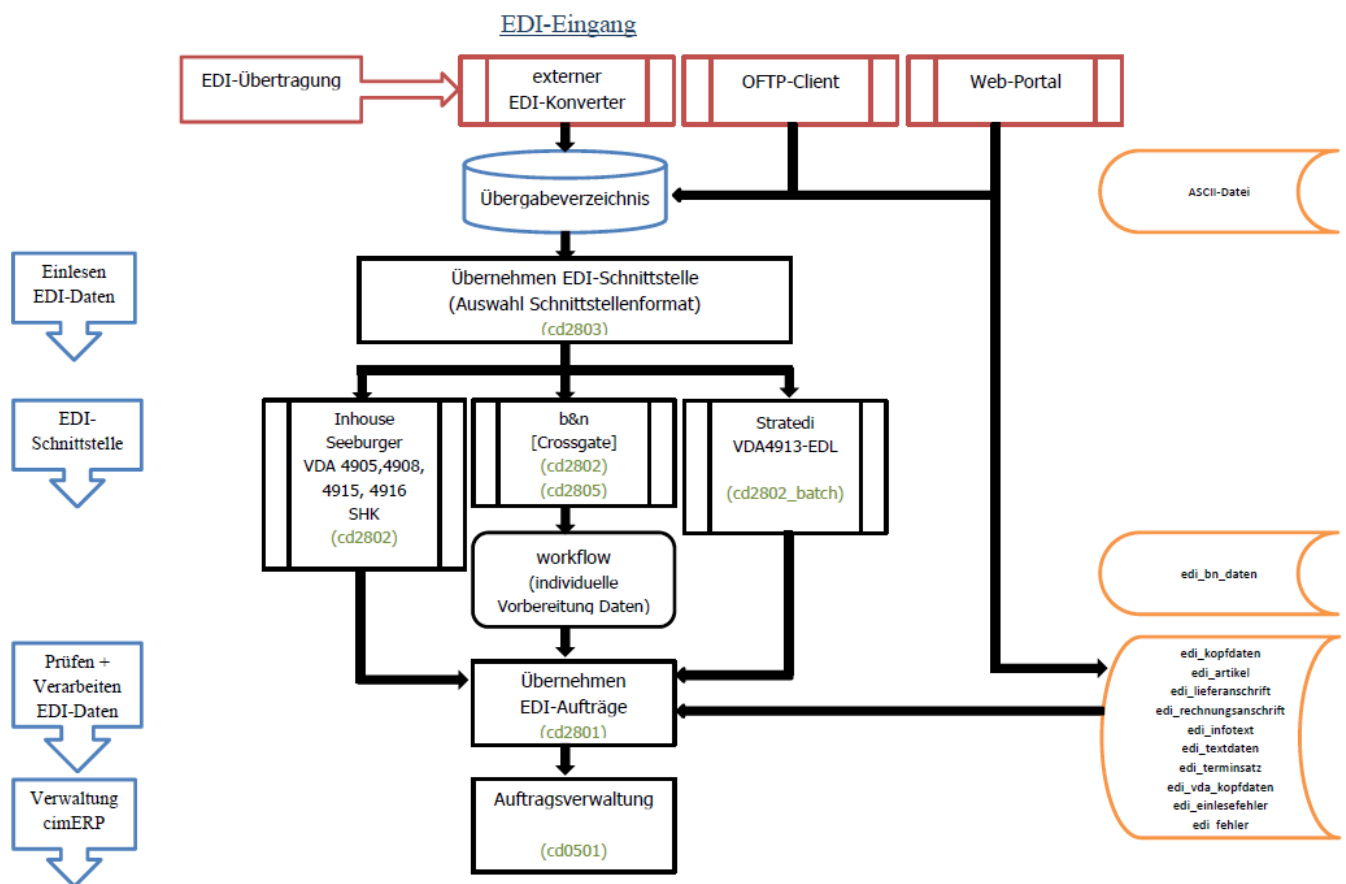 EDI-Eingang
EDI-Übertragung
externer
EDI-Konverter
OFTP-Client
Web-Portal
Übergabeverzeichnis
ASCII-Datei
Einlesen
EDI-Daten
Übernehmen EDI-Schnittstelle
(Auswahl Schnittstellenformat)
(cd2803)
EDI-
Schnittstelle
Inhouse
Seeburger
VDA 4905,4908,
4915, 4916
SHK
(cd2802)
b&n
[Crossgate]
(cd2802)
(cd2805)
Stratedi
VDA4913-EDL
(cd2802_batch)
workflow
(individuelle
Vorbereitung Daten)
edi_bn_daten
Prüfen +
Verarbeiten
EDI-Daten
Übernehmen
EDI-Aufträge
(cd2801)
edi_kopfdaten
edi_artikel
edi_lieferanschrift
edi_rechnungsanschrift
edi_infotext
edi_textdaten
edi_terminsatz
edi_vda_kopfdaten
edi_einlesefehler
edi_fehler
Verwaltung
cimERP
Auftragsverwaltung
(cd0501)